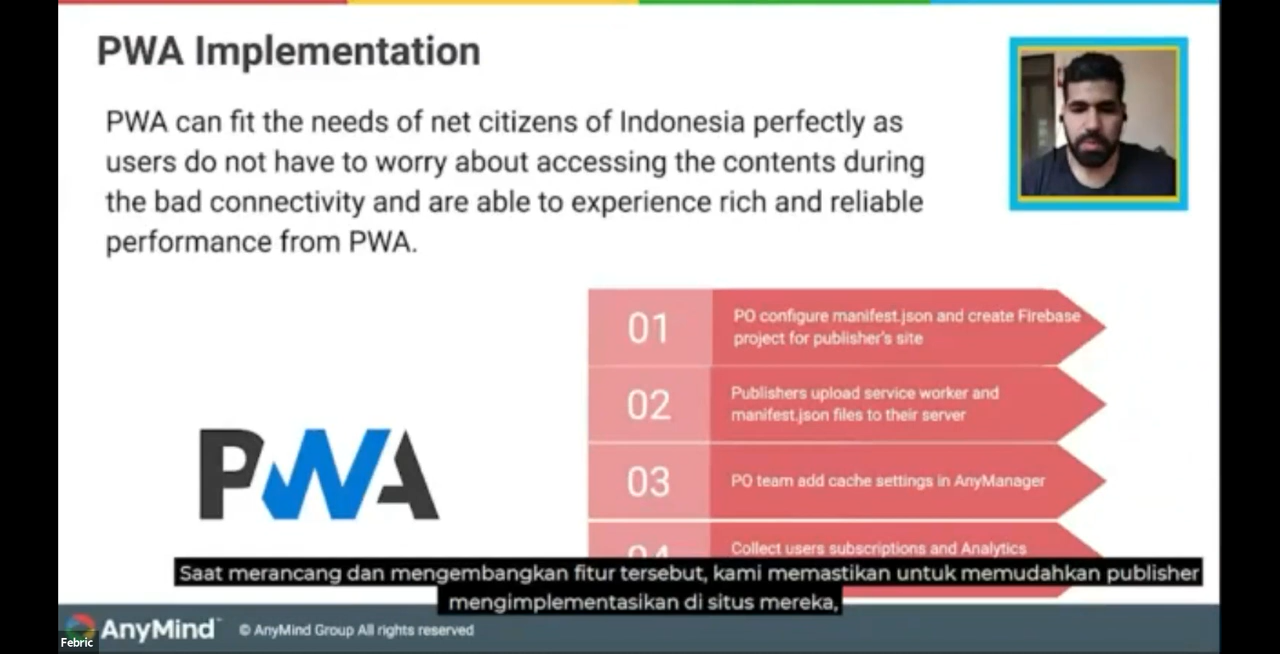 PWA Implementation
PWA can fit the needs of net citizens of Indonesia perfectly as
users do not have to worry about accessing the contents during
the bad connectivity and are able to experience rich and reliable
performance from PWA.
01
PO configure manifest.json and create Firebase
project for publisher's site
02
Publishers upload service worker and
manifest.json files to their server
03
PO team add cache settings in AnyManager
04
Collect users subscriptions and Analytics
PWA
Saat merancang dan mengembangkan fitur tersebut, kami memastikan untuk memudahkan publisher
mengimplementasikan di situs mereka,
AnyMind
© AnyMind Group All rights reserved
Febric